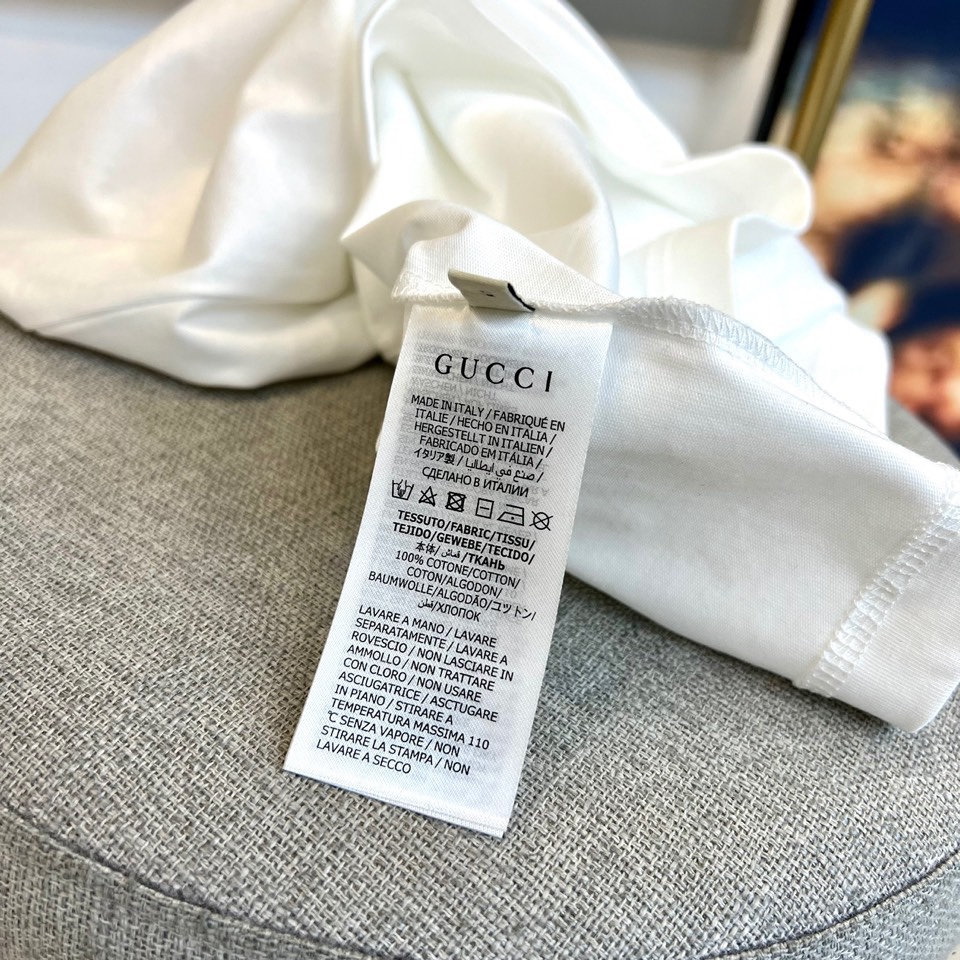 GUCCI
MADE IN ITALY / FABRIQUÉ EN
ITALIE / HECHO EN ITALIA /
HERGESTELLT IN ITALIEN /
FABRICADO EM ITÁLIA /
イタリア製 / صنع في ايطاليا /
СДЕЛАНО В ИТАЛИИ
TESSUTO/FABRIC/TISSU/
TEJIDO/GEWEBE/TECIDO/
本体/ قماش /ТКАНЬ
100% COTONE/COTTON/
COTON/ALGODON/
BAUMWOLLE/ALGODÃO/コットン/
قطن/ХЛОПОК
LAVARE A MANO / LAVARE
SEPARATAMENTE / LAVARE A
ROVESCIO / NON LASCIARE IN
AMMOLLO / NON TRATTARE
CON CLORO / NON USARE
ASCIUGATRICE / ASCTUGARE
IN PIANO / STIRARE A
TEMPERATURA MASSIMA 110
℃ SENZA VAPORE / NON
STIRARE LA STAMPA / NON
LAVARE A SECCO